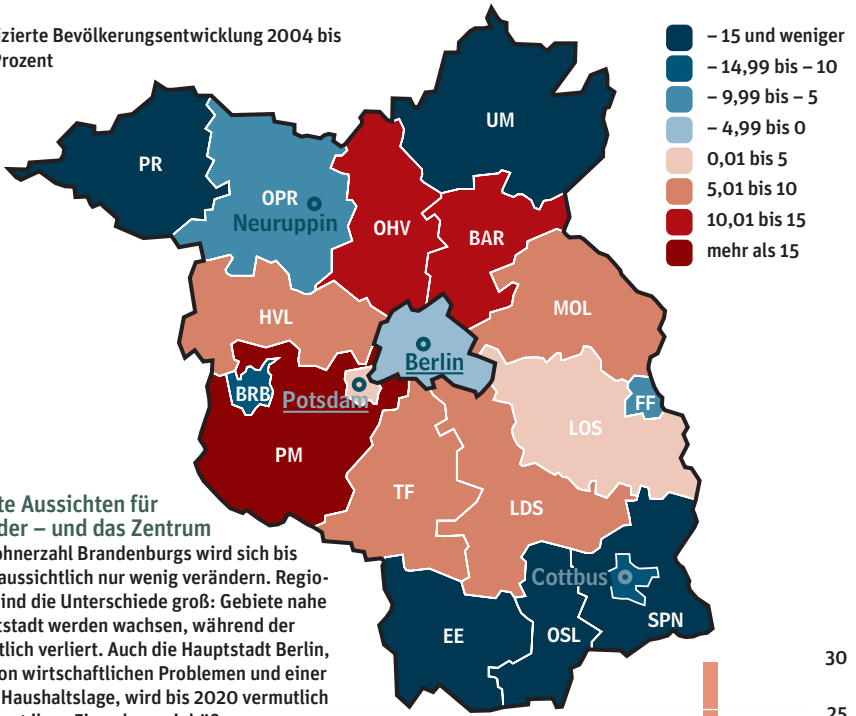 izierte Bevölkerungsentwicklung 2004 bis
Prozent
– 15 und weniger
– 14,99 bis – 10
– 9,99 bis – 5
– 4,99 bis 0
0,01 bis 5
5,01 bis 10
10,01 bis 15
mehr als 15
UM
PR
OPR
Neuruppin
OHV
BAR
MOL
HVL
Berlin
BRB
Potsdam
FF
LOS
PM
TF
LDS
te Aussichten für
der – und das Zentrum
ohnerzahl Brandenburgs wird sich bis
aussichtlich nur wenig verändern. Regio-
ind die Unterschiede groß: Gebiete nahe
tstadt werden wachsen, während der
tlich verliert. Auch die Hauptstadt Berlin,
on wirtschaftlichen Problemen und einer
Haushaltslage, wird bis 2020 vermutlich
Cottbus
SPN
EE
OSL
30
25